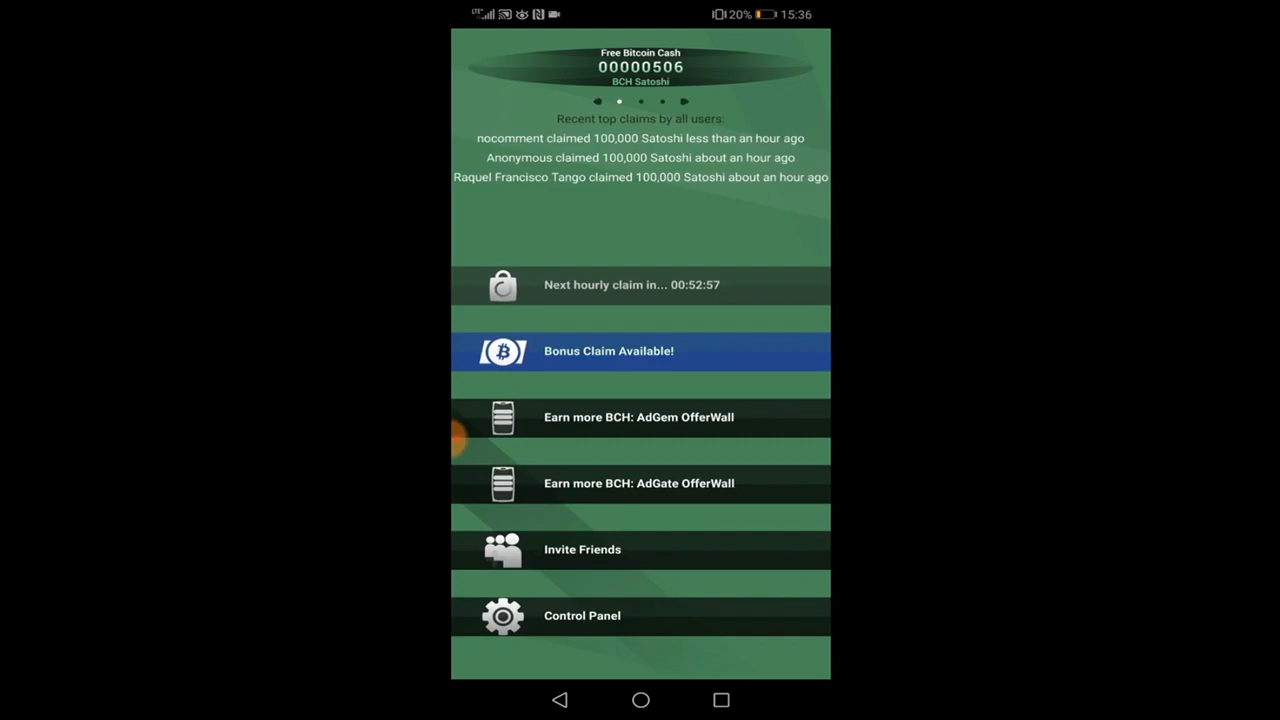 LTE 20% 15:36
Free Bitcoin Cash
00000506
BCH Satoshi
Recent top claims by all users:
nocomment claimed 100,000 Satoshi less than an hour ago
Anonymous claimed 100,000 Satoshi about an hour ago
Raquel Francisco Tango claimed 100,000 Satoshi about an hour ago
Next hourly claim in... 00:52:57
Bonus Claim Available!
Earn more BCH: AdGem OfferWall
Earn more BCH: AdGate OfferWall
Invite Friends
Control Panel